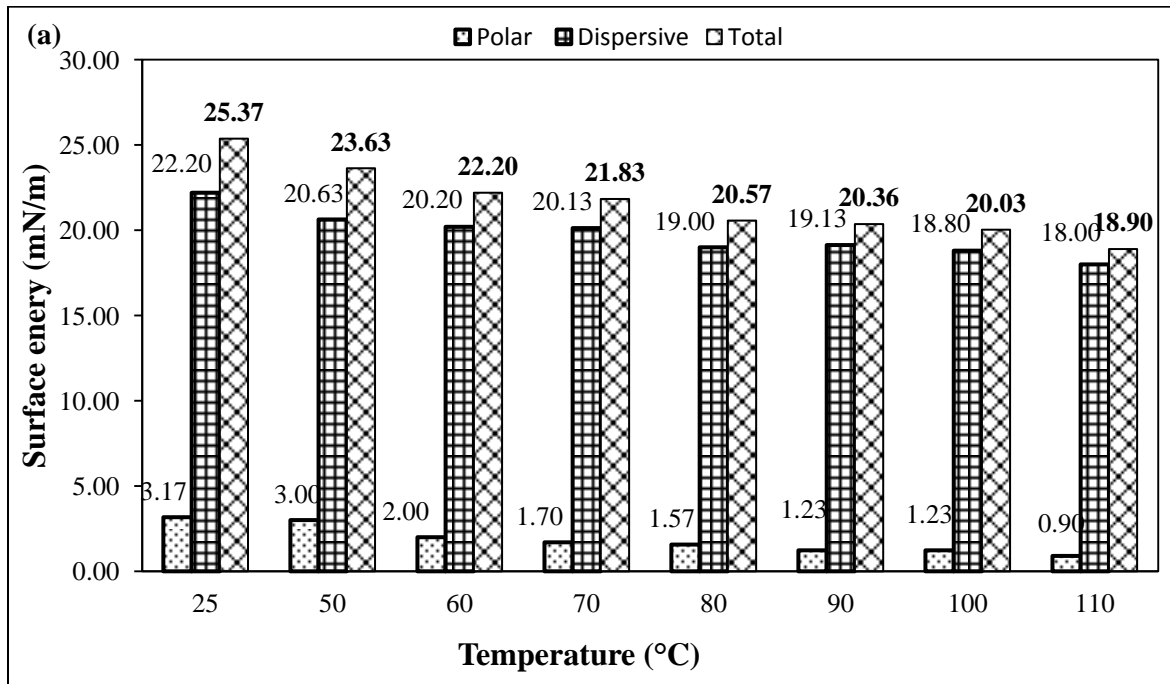 (a)
Polar Dispersive Total
30.00
25.00
20.00
15.00
10.00
5.00
0.00
Surface enery (mN/m)
3.17 22.20 25.37
3.00 20.63 23.63
2.00 20.20 22.20
1.70 20.13 21.83
1.57 19.00 20.57
1.23 19.13 20.36
1.23 18.80 20.03
0.90 18.00 18.90
25 50 60 70 80 90 100 110
Temperature (°C)